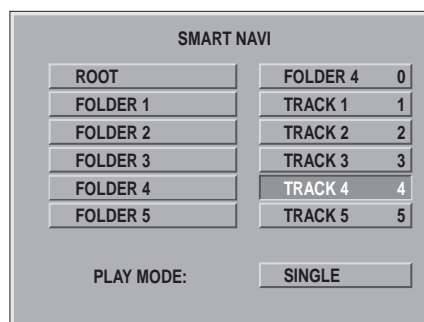 SMART NAVI
ROOT
FOLDER 1
FOLDER 2
FOLDER 3
FOLDER 4
FOLDER 5
FOLDER 4 0
TRACK 1 1
TRACK 2 2
TRACK 3 3
TRACK 4 4
TRACK 5 5
PLAY MODE: SINGLE